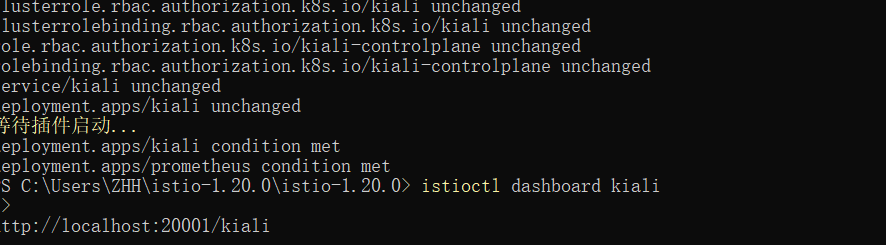 lusterrole.rbac.authorization.k8s.io/kiali unchanged
lusterrolebinding.rbac.authorization.k8s.io/kiali unchanged
ole.rbac.authorization.k8s.io/kiali-controlplane unchanged
olebinding.rbac.authorization.k8s.io/kiali-controlplane unchanged
ervice/kiali unchanged
eployment.apps/kiali unchanged
等待插件启动...
eployment.apps/kiali condition met
eployment.apps/prometheus condition met
S C:\Users\ZHH\istio-1.20.0\istio-1.20.0> istioctl dashboard kiali
>
ttp://localhost:20001/kiali